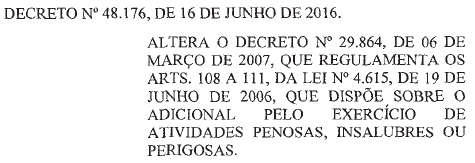 DECRETO Nº 48.176, DE 16 DE JUNHO DE 2016.
ALTERA O DECRETO Nº 29.864, DE 06 DE
MARÇO DE 2007, QUE REGULAMENTA OS
ARTS. 108 A 111, DA LEI Nº 4.615, DE 19 DE
JUNHO DE 2006, QUE DISPÕE SOBRE O
ADICIONAL PELO EXERCÍCIO DE
ATIVIDADES PENOSAS, INSALUBRES OU
PERIGOSAS.